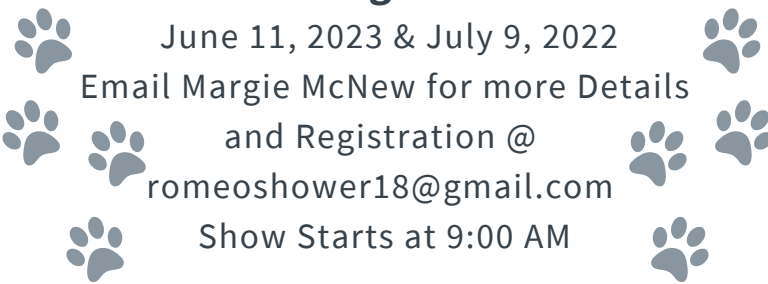 June 11, 2023 & July 9, 2022
Email Margie McNew for more Details
and Registration @
romeoshower18@gmail.com
Show Starts at 9:00 AM